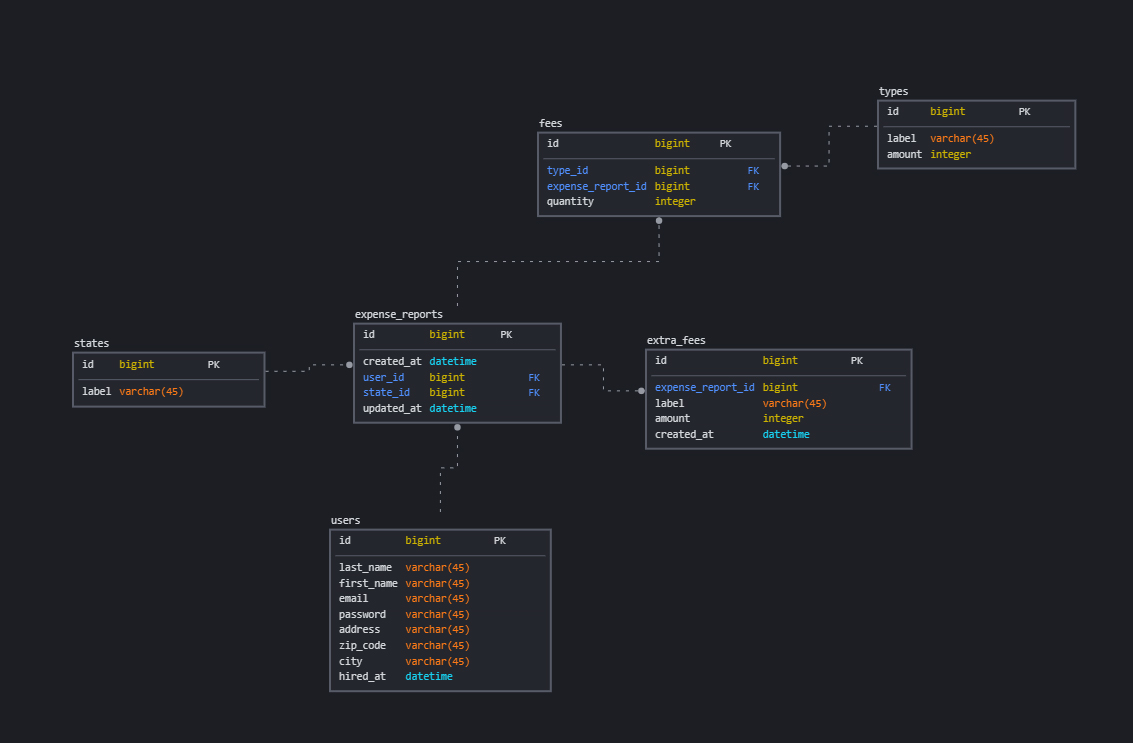 types
id bigint PK
label varchar(45)
amount integer
fees
id bigint PK
type_id bigint FK
expense_report_id bigint FK
quantity integer
expense_reports
id bigint PK
created_at datetime
user_id bigint FK
state_id bigint FK
updated_at datetime
states
id bigint PK
label varchar(45)
extra_fees
id bigint PK
expense_report_id bigint FK
label varchar(45)
amount integer
created_at datetime
users
id bigint PK
last_name varchar(45)
first_name varchar(45)
email varchar(45)
password varchar(45)
address varchar(45)
zip_code varchar(45)
city varchar(45)
hired_at datetime